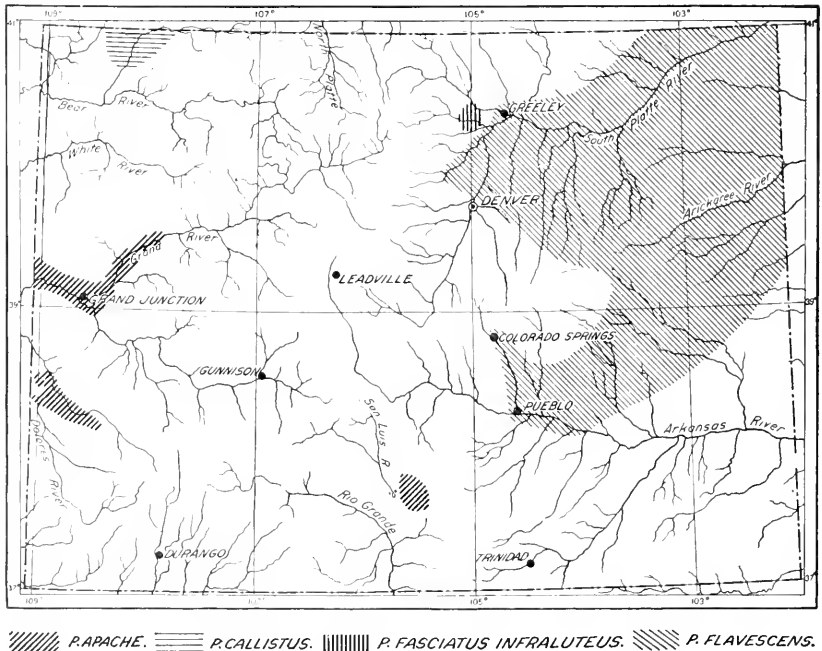 41° 107° 105° 103° 41°
North Platte
Bear River
GREELEY
South Platte River
White River
DENVER
Arickaree River
Grand River
LEADVILLE
39° GRAND JUNCTION 39°
COLORADO SPRINGS
GUNNISON
PUEBLO
San Luis R.
Arkansas River
Dolores River
Rio Grande
DURANGO
TRINIDAD
37° 37°
109° 105° 103°
P. APACHE. P. CALLISTUS. P. FASCIATUS INFRALUTEUS. P. FLAVESCENS.